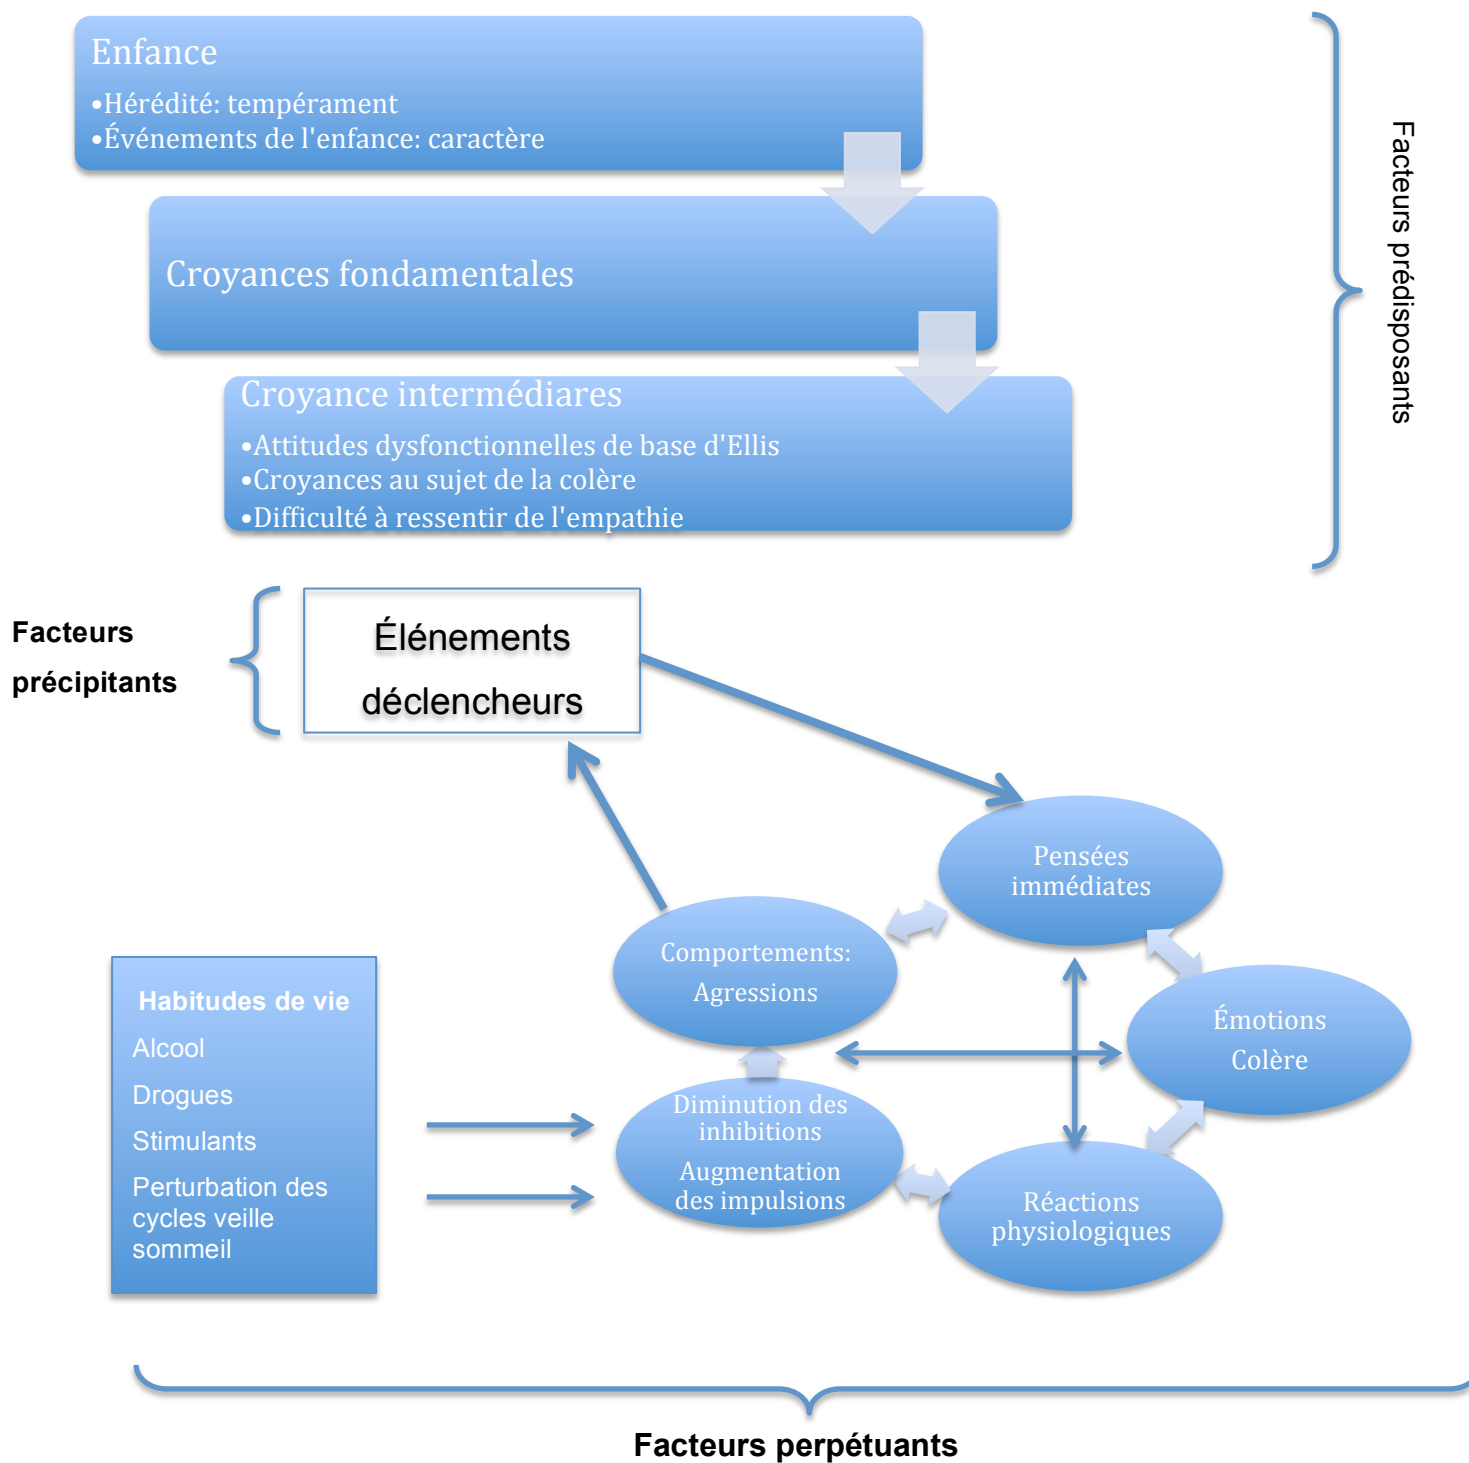 Enfance
•Hérédité: tempérament
•Événements de l'enfance: caractère
Croyances fondamentales
Croyance intermédiares
•Attitudes dysfonctionnelles de base d'Ellis
•Croyances au sujet de la colère
•Difficulté à ressentir de l'empathie
Facteurs prédisposants
Facteurs
précipitants
Élénements
déclencheurs
Pensées
immédiates
Comportements:
Agressions
Émotions
Colère
Habitudes de vie
Alcool
Drogues
Stimulants
Perturbation des
cycles veille
sommeil
Diminution des
inhibitions
Augmentation
des impulsions
Réactions
physiologiques
Facteurs perpétuants